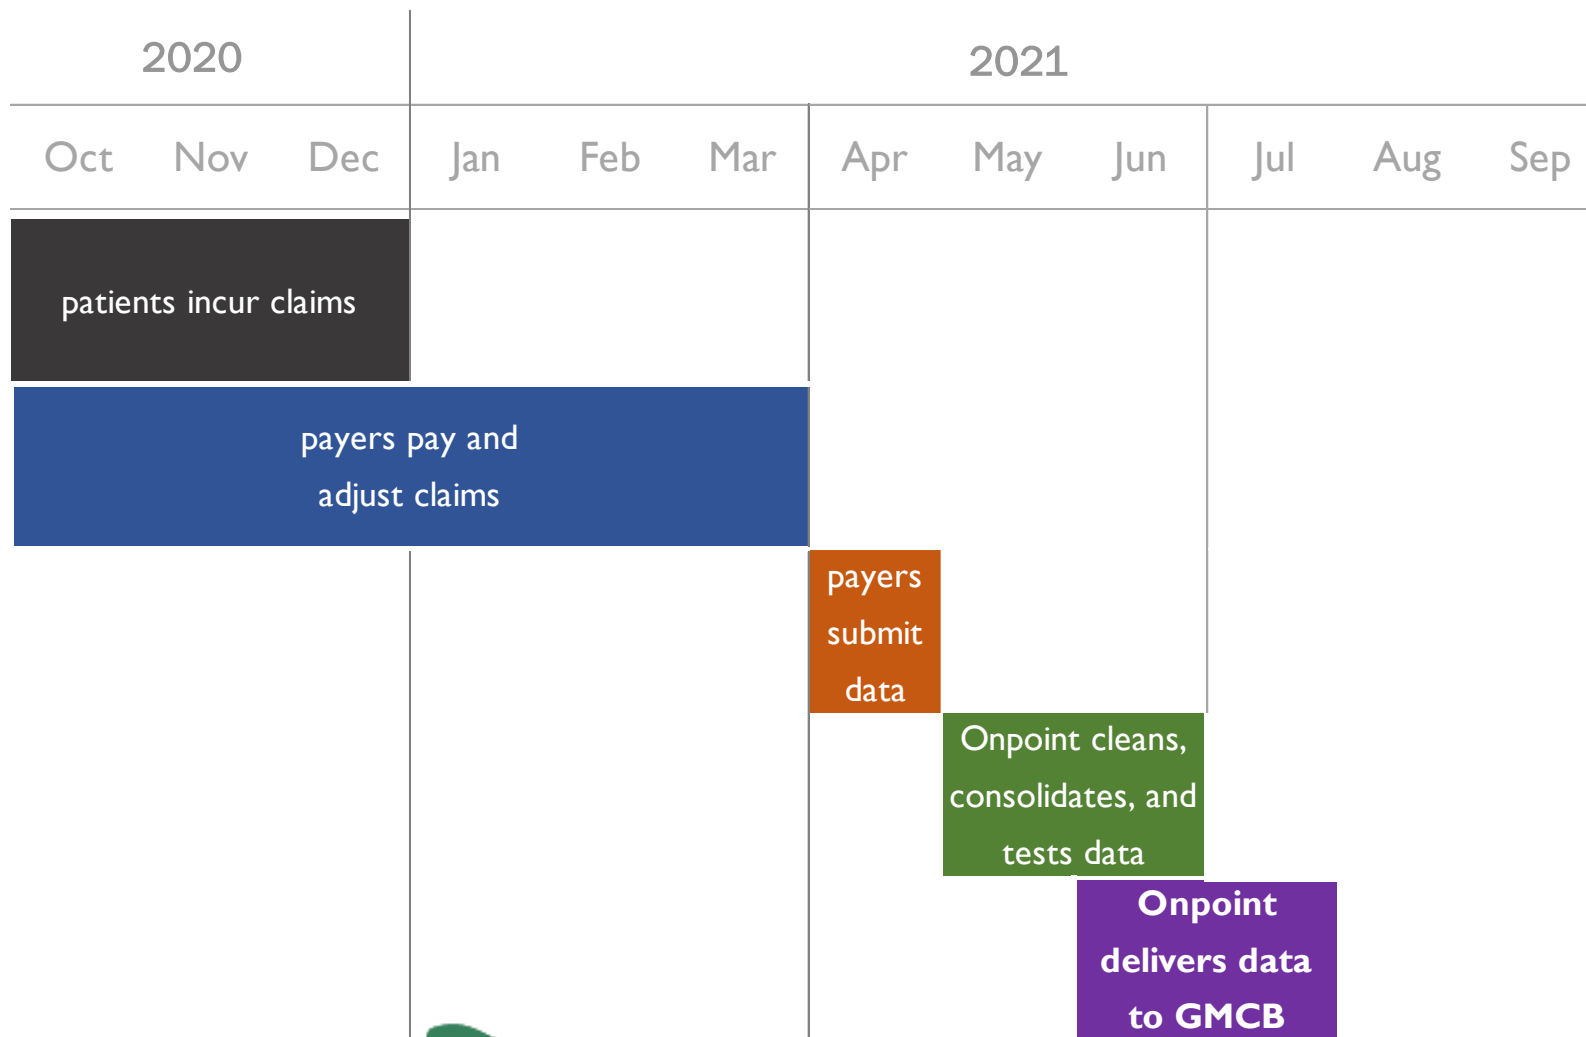 2020
2021
Oct Nov Dec Jan Feb Mar Apr May Jun Jul Aug Sep
patients incur claims
payers pay and
adjust claims
payers
submit
data
Onpoint cleans,
consolidates, and
tests data
Onpoint
delivers data
to GMCB